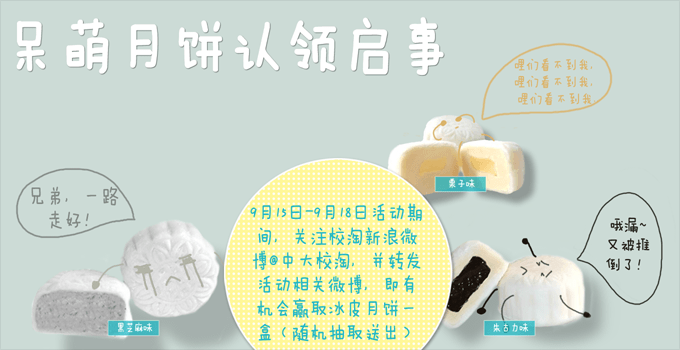 呆萌月饼认领启事
哩们看不到我,
哩们看不到我,
哩们看不到我
栗子味
兄弟,一路
走好!
9月15日-9月18日活动期
间,关注校淘新浪微
博@中大校淘,并转发
活动相关微博,即有
机会赢取冰皮月饼一
盒(随机抽取送出)
哦漏~
又被推
倒了!
黑芝麻味
朱古力味